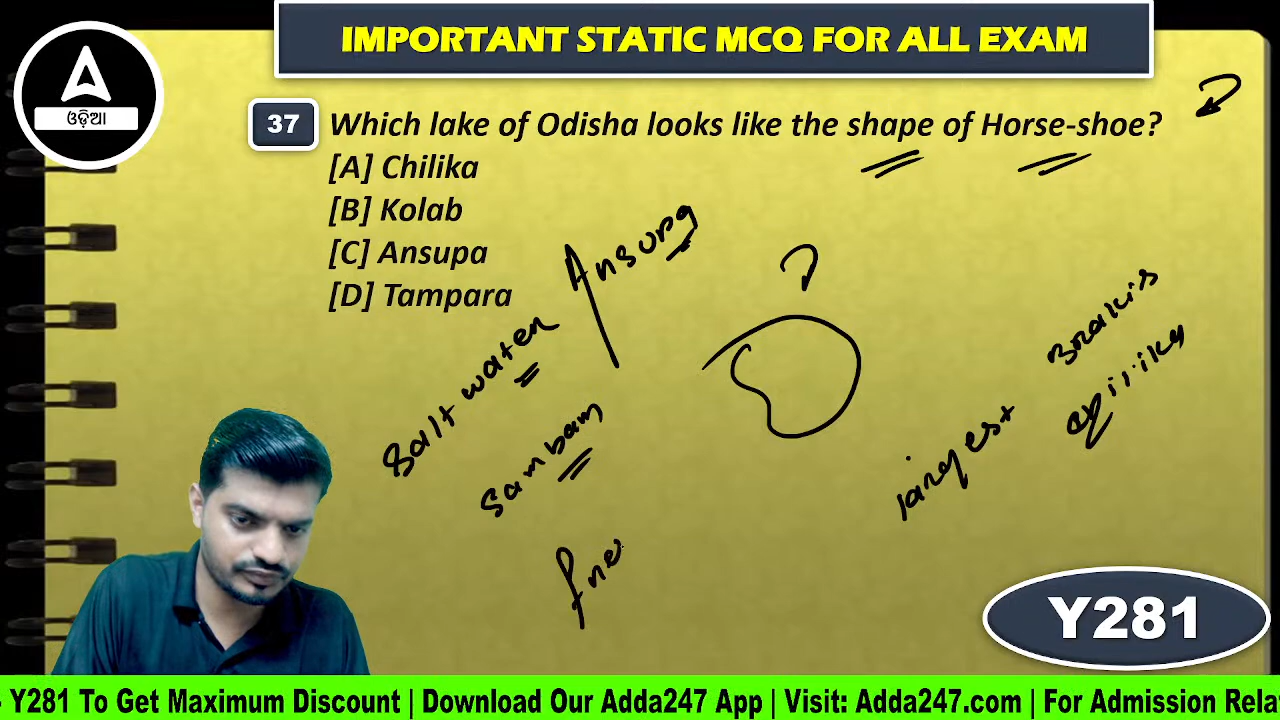 IMPORTANT STATIC MCQ FOR ALL EXAM
ଓଡ଼ିଆ
37 Which lake of Odisha looks like the shape of Horse-shoe?
[A] Chilika
[B] Kolab
[C] Ansupa
[D] Tampara
Ansupa
Salt water
Sambam
fre
largest
Brakis
Y281
Y281 To Get Maximum Discount | Download Our Adda247 App | Visit: Adda247.com | For Admission Rela